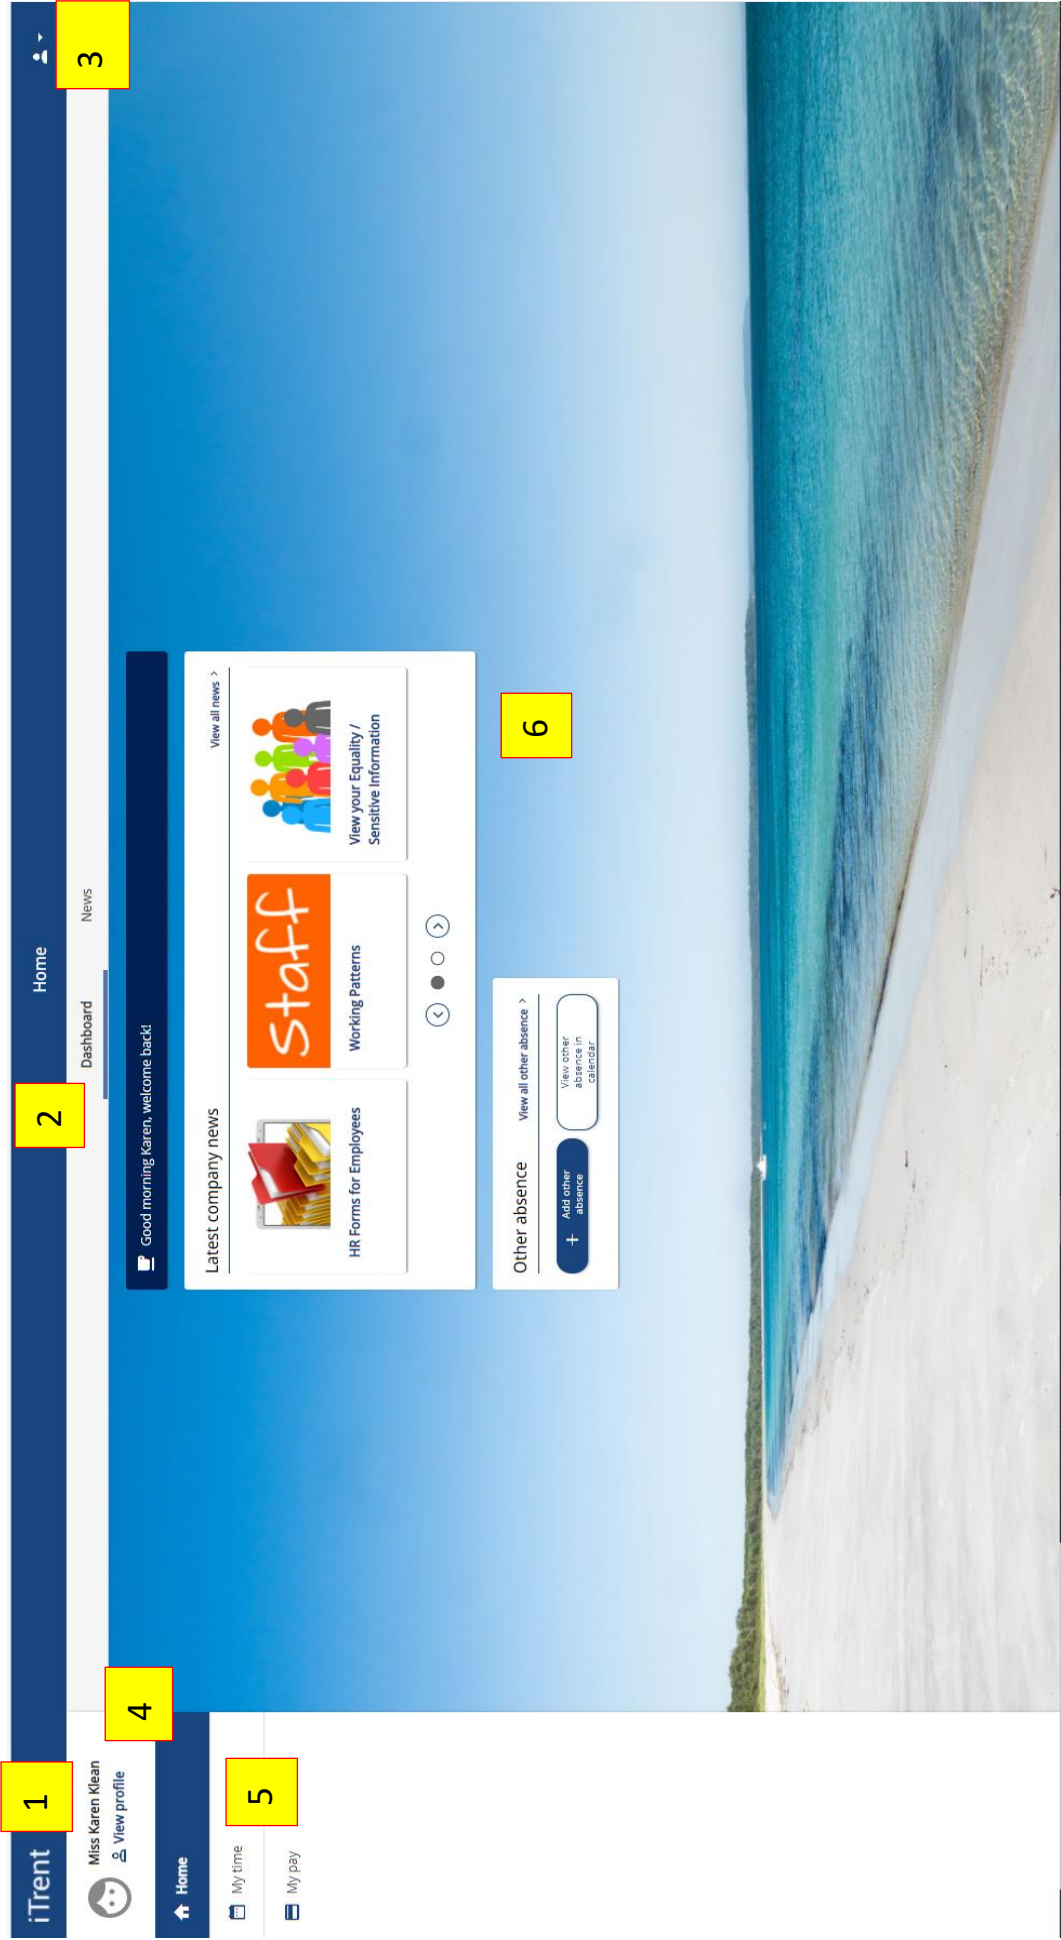 iTrent
1
Home
2
3
Miss Karen Klean
View profile
4
Home
My time
5
My pay
Dashboard
News
Good morning Karen, welcome back!
Latest company news
View all news >
HR Forms for Employees
Staff
Working Patterns
View your Equality /
Sensitive Information
6
Other absence
View all other absence >
+ Add other
absence
View other
absence in
calendar